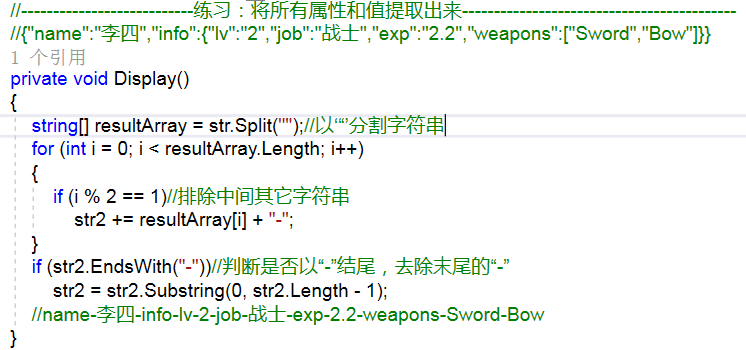 //--------------------------练习：将所有属性和值提取出来------------------------------------------
//{"name":"李四","info":{"lv":"2","job":"战士","exp":"2.2","weapons":["Sword","Bow"]}}
1 个引用
private void Display()
{
string[] resultArray = str.Split('"');//以“"”分割字符串
for (int i = 0; i < resultArray.Length; i++)
{
if (i % 2 == 1)//排除中间其它字符串
str2 += resultArray[i] + "-";
}
if (str2.EndsWith("-"))//判断是否以“-”结尾，去除末尾的“-”
str2 = str2.Substring(0, str2.Length - 1);
//name-李四-info-lv-2-job-战士-exp-2.2-weapons-Sword-Bow
}